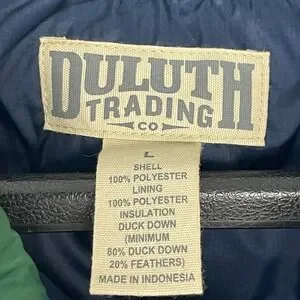 DULUTH
TRADING
CO
L
SHELL
100% POLYESTER
LINING
100% POLYESTER
INSULATION
DUCK DOWN
(MINIMUM
80% DUCK DOWN
20% FEATHERS)
MADE IN INDONESIA